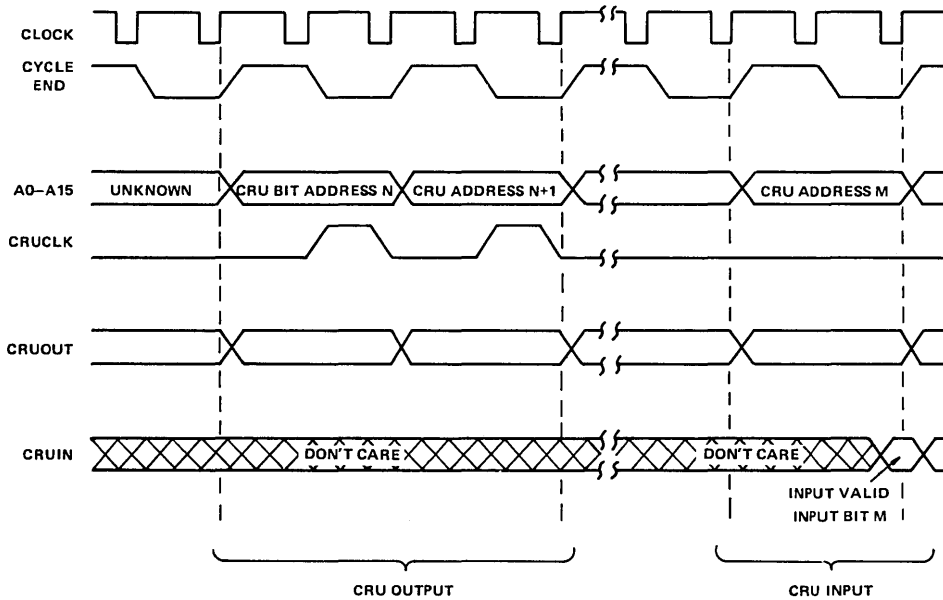 CLOCK
CYCLE
END
A0–A15
UNKNOWN
CRU BIT ADDRESS N
CRU ADDRESS N+1
CRU ADDRESS M
CRUCLK
CRUOUT
CRUIN
DON'T CARE
DON'T CARE
INPUT VALID
INPUT BIT M
CRU OUTPUT
CRU INPUT